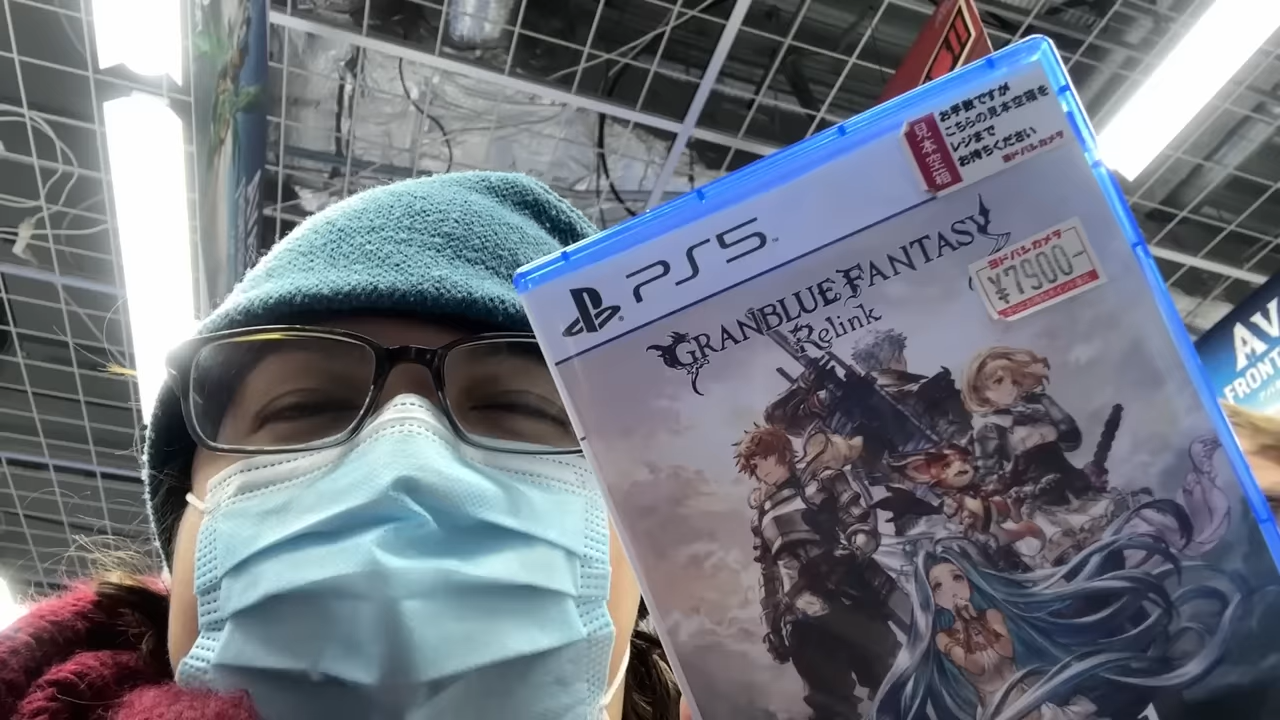 見本空箱
お手数ですが
こちらの見本空箱を
レジまで
お持ちください
ヨドバシカメラ
PS5
GRANBLUE FANTASY
Relink
ヨドバシカメラ
¥7900-
AV
FRONT